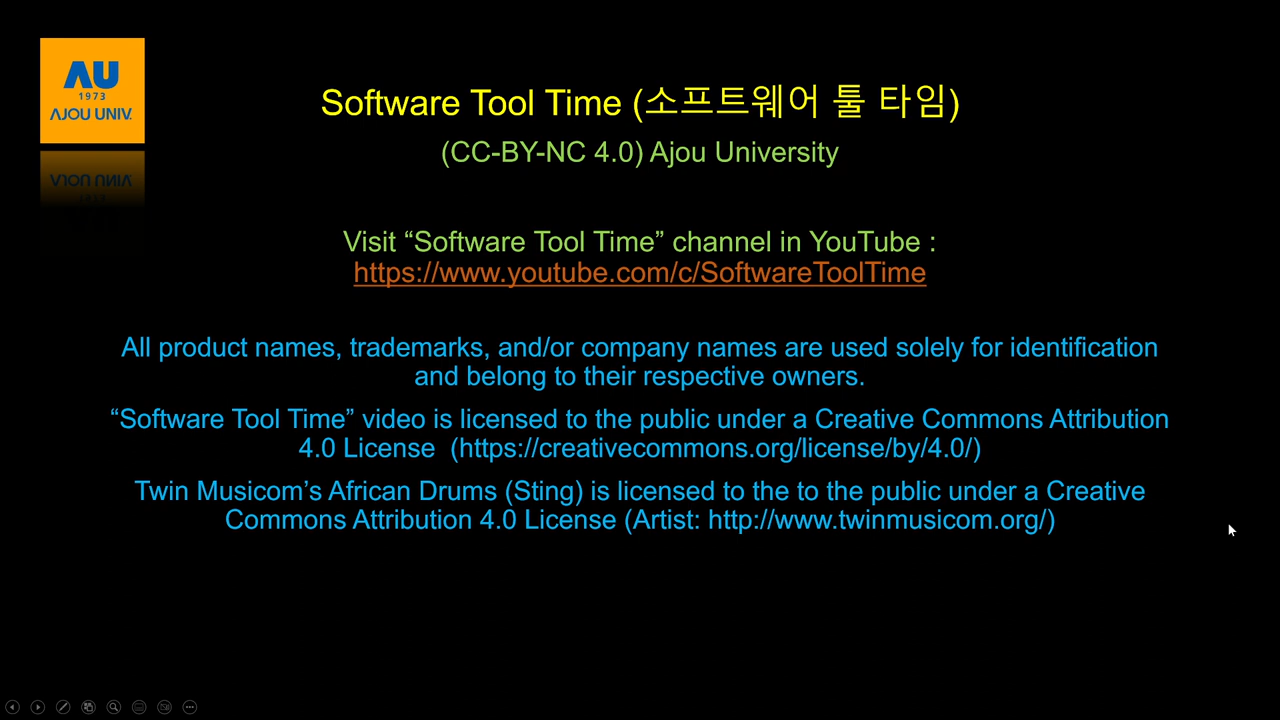 AU
1973
AJOU UNIV.
Software Tool Time (소프트웨어 툴 타임)
(CC-BY-NC 4.0) Ajou University
Visit “Software Tool Time” channel in YouTube :
https://www.youtube.com/c/SoftwareToolTime
All product names, trademarks, and/or company names are used solely for identification
and belong to their respective owners.
“Software Tool Time” video is licensed to the public under a Creative Commons Attribution
4.0 License (https://creativecommons.org/license/by/4.0/)
Twin Musicom’s African Drums (Sting) is licensed to the to the public under a Creative
Commons Attribution 4.0 License (Artist: http://www.twinmusicom.org/)